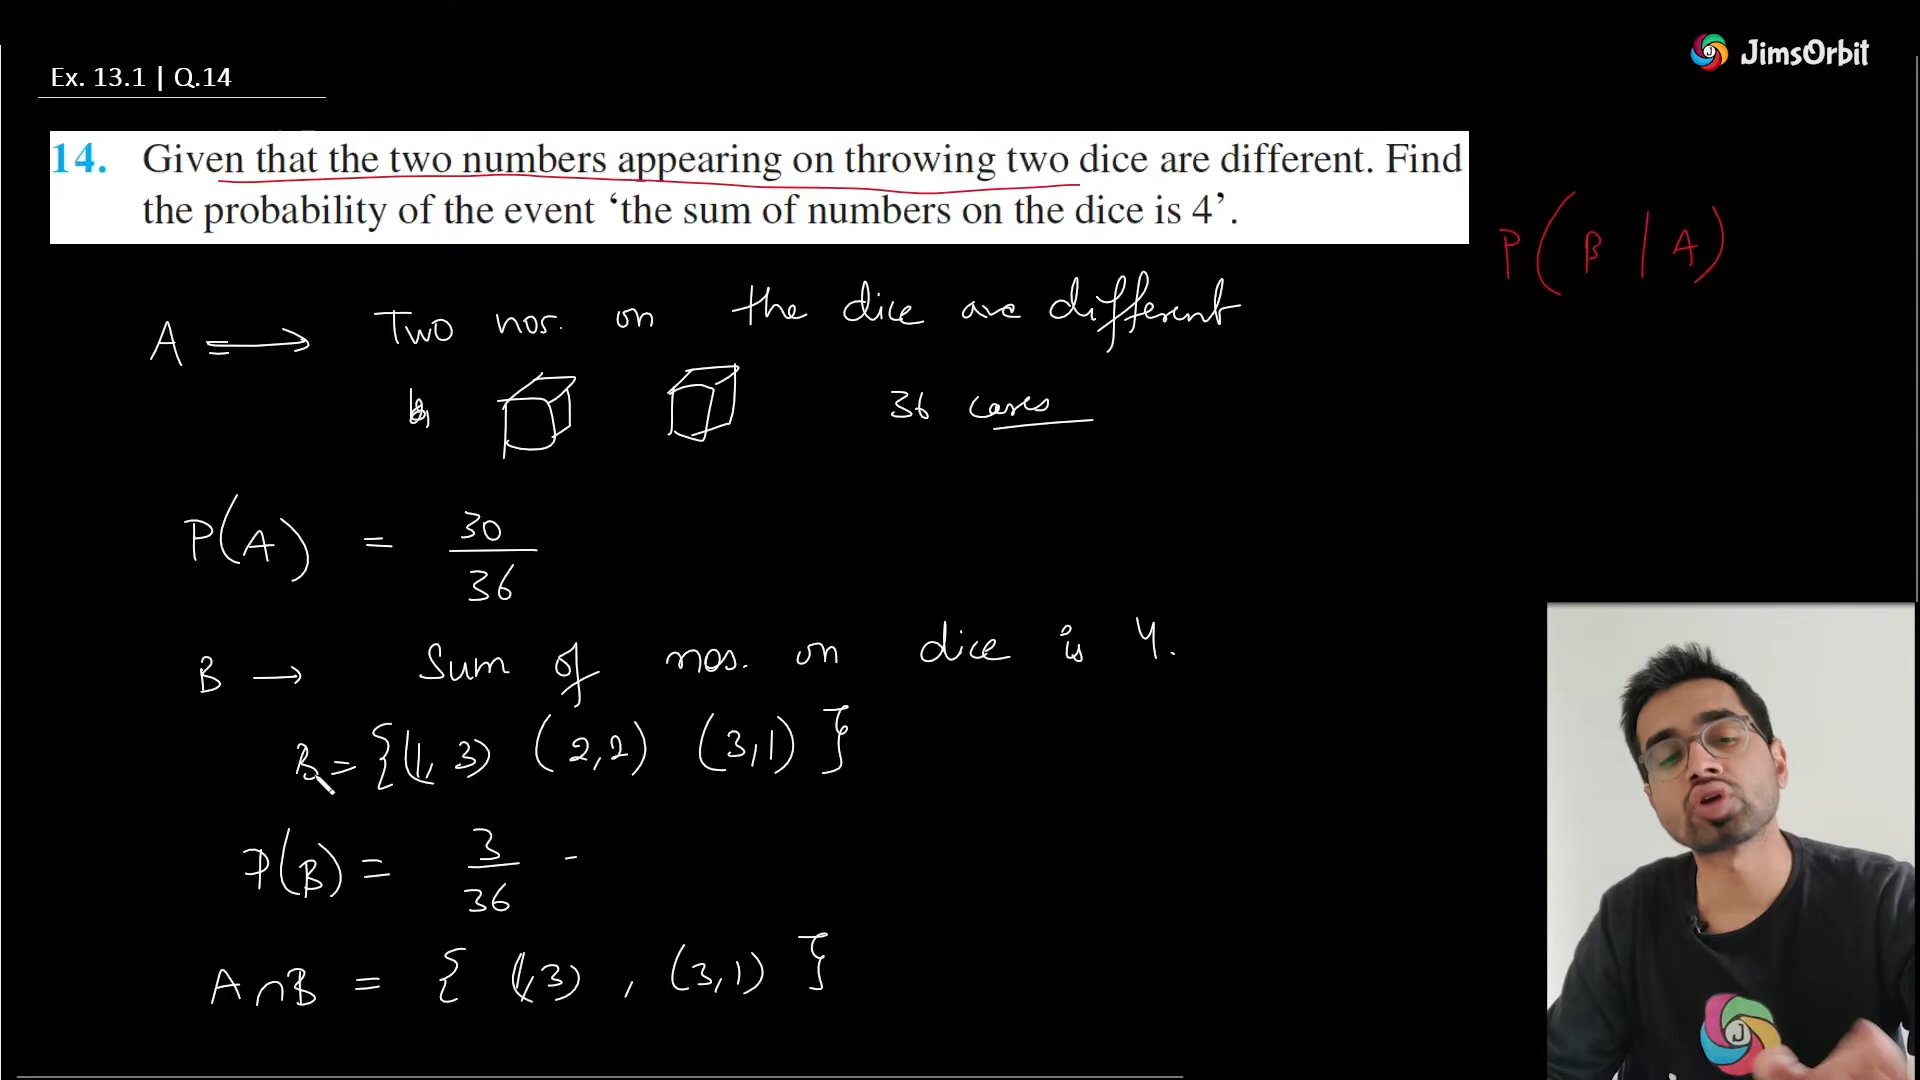 JimsOrbit
Ex. 13.1 | Q.14
14. Given that the two numbers appearing on throwing two dice are different. Find
the probability of the event ‘the sum of numbers on the dice is 4’.
P(B|A)
A ⟹ Two nos. on the dice are different
36 cases
P(A) = 30/36
B → Sum of nos. on dice is 4.
B = {(1, 3) (2,2) (3,1)}
P(B) = 3/36 -
A∩B = { (1,3) , (3,1) }
J